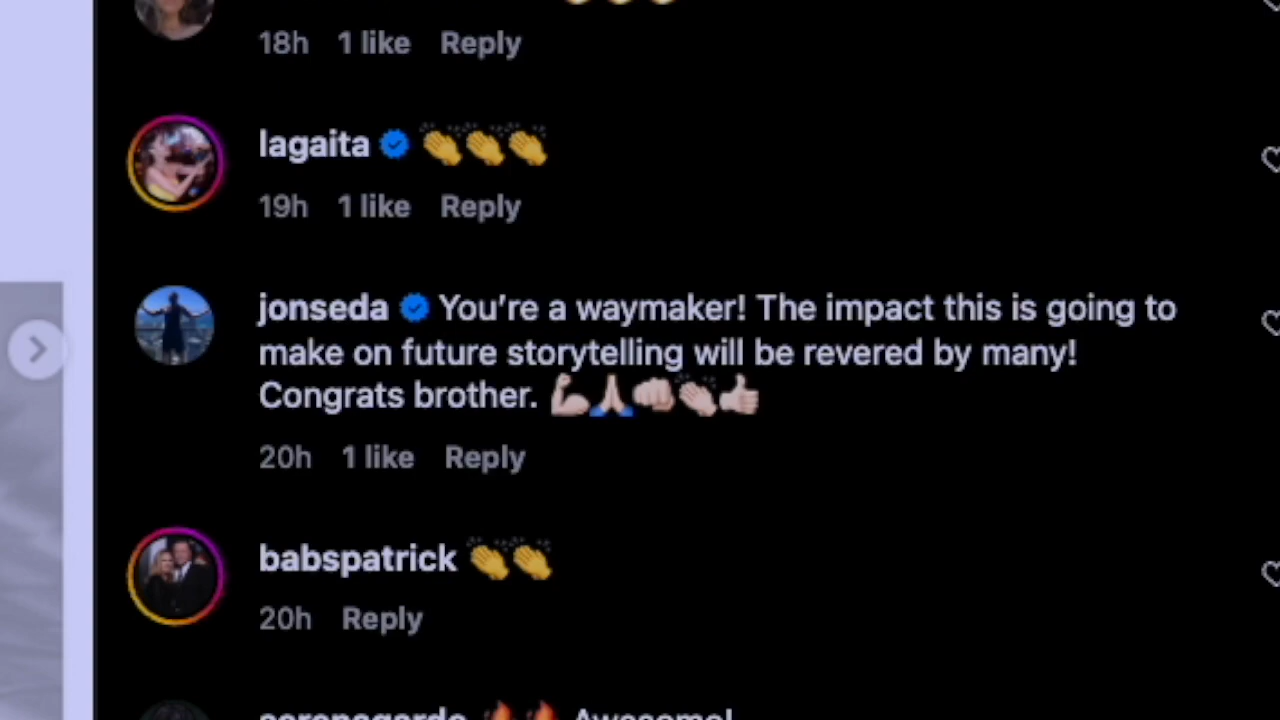 18h 1 like Reply
lagaita 👏👏👏
19h 1 like Reply
jonseda You're a waymaker! The impact this is going to
make on future storytelling will be revered by many!
Congrats brother. 💪🏻🙏🏻👊🏻👏🏻👍🏻
20h 1 like Reply
babspatrick 👏👏
20h Reply
🔥🔥 Awesome!